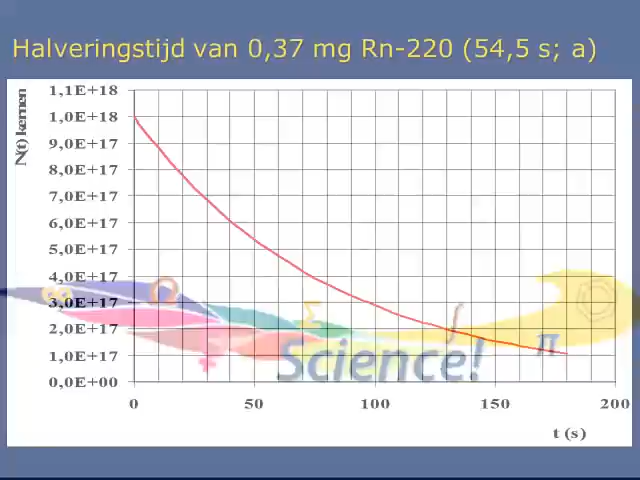 Halveringstijd van 0,37 mg Rn-220 (54,5 s; a)
N(t) kernen
1,1E+18
1,0E+18
9,0E+17
8,0E+17
7,0E+17
6,0E+17
5,0E+17
4,0E+17
3,0E+17
2,0E+17
1,0E+17
0,0E+00
∞ Ω Σ ∫ π
Science!
0 50 100 150 200
t (s)